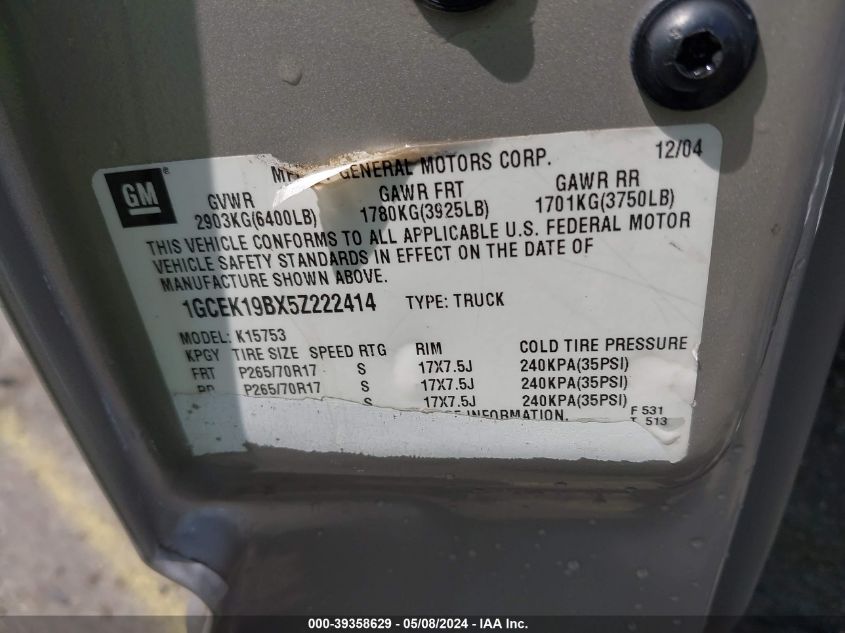 GM ®
GENERAL MOTORS CORP. 12/04
GVWR GAWR FRT GAWR RR
2903KG(6400LB) 1780KG(3925LB) 1701KG(3750LB)
THIS VEHICLE CONFORMS TO ALL APPLICABLE U.S. FEDERAL MOTOR
VEHICLE SAFETY STANDARDS IN EFFECT ON THE DATE OF
MANUFACTURE SHOWN ABOVE.
1GCEK19BX5Z222414 TYPE: TRUCK
MODEL: K15753
KPGY TIRE SIZE SPEED RTG RIM COLD TIRE PRESSURE
FRT P265/70R17 S 17X7.5J 240KPA(35PSI)
P265/70R17 S 17X7.5J 240KPA(35PSI)
S 17X7.5J 240KPA(35PSI)
INFORMATION. F 531
T 513
000-39358629 - 05/08/2024 - IAA Inc.